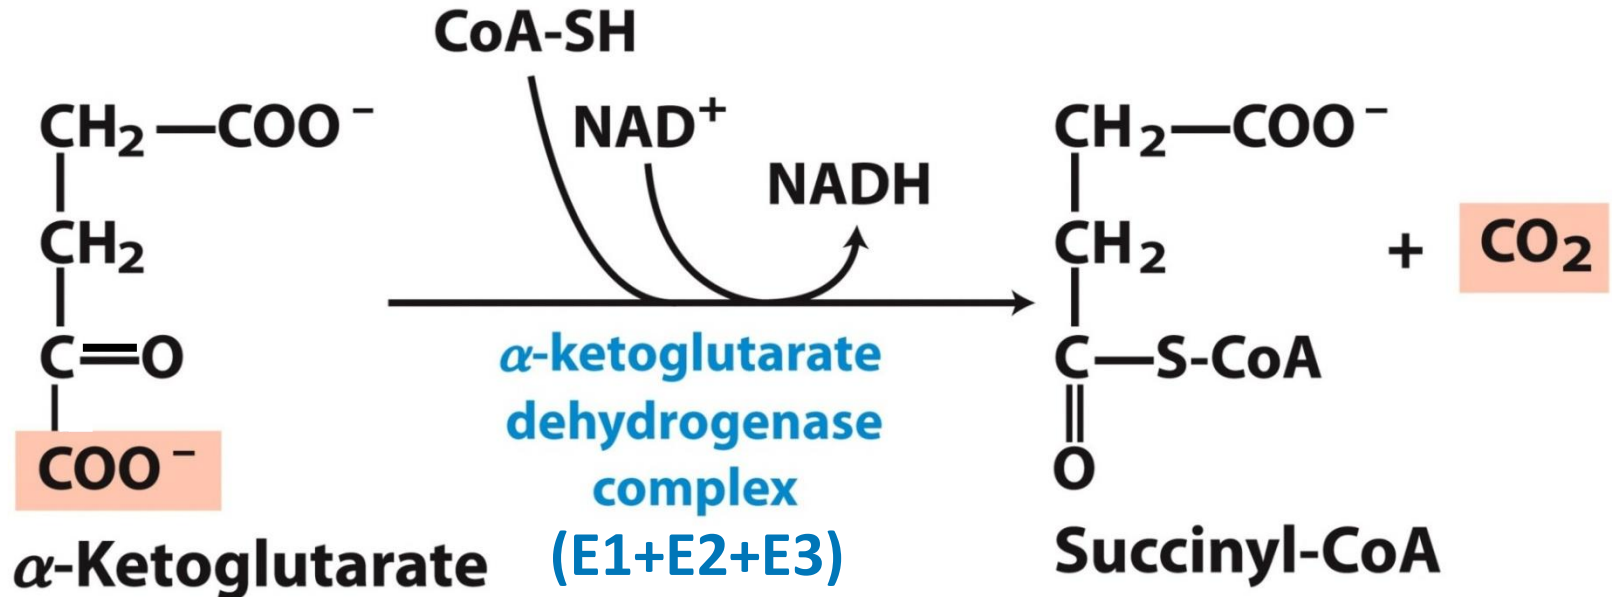 CoA-SH
NAD⁺
NADH
CH₂—COO⁻
CH₂
C=O
COO⁻
α-Ketoglutarate
α-ketoglutarate
dehydrogenase
complex
(E1+E2+E3)
CH₂—COO⁻
CH₂
C—S-CoA
O
Succinyl-CoA
+ CO₂